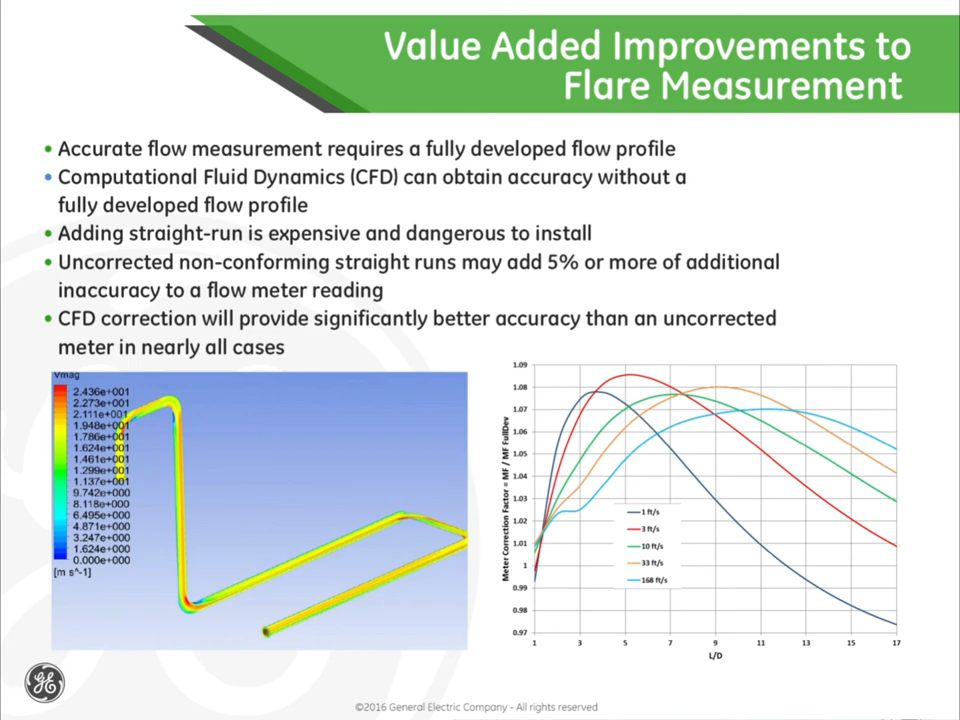 Value Added Improvements to
Flare Measurement
• Accurate flow measurement requires a fully developed flow profile
• Computational Fluid Dynamics (CFD) can obtain accuracy without a
fully developed flow profile
• Adding straight-run is expensive and dangerous to install
• Uncorrected non-conforming straight runs may add 5% or more of additional
inaccuracy to a flow meter reading
• CFD correction will provide significantly better accuracy than an uncorrected
meter in nearly all cases
Vmag
2.436e+001
2.273e+001
2.111e+001
1.948e+001
1.786e+001
1.624e+001
1.461e+001
1.299e+001
1.137e+001
9.742e+000
8.118e+000
6.495e+000
4.871e+000
3.247e+000
1.624e+000
0.000e+000
[m s^-1]
Meter Correction Factor = MF / MF FullDev
1.09
1.08
1.07
1.06
1.05
1.04
1.03
1.02
1.01
1
0.99
0.98
0.97
1 ft/s
3 ft/s
10 ft/s
33 ft/s
168 ft/s
1 3 5 7 9 11 13 15 17
L/D
GE
©2016 General Electric Company - All rights reserved